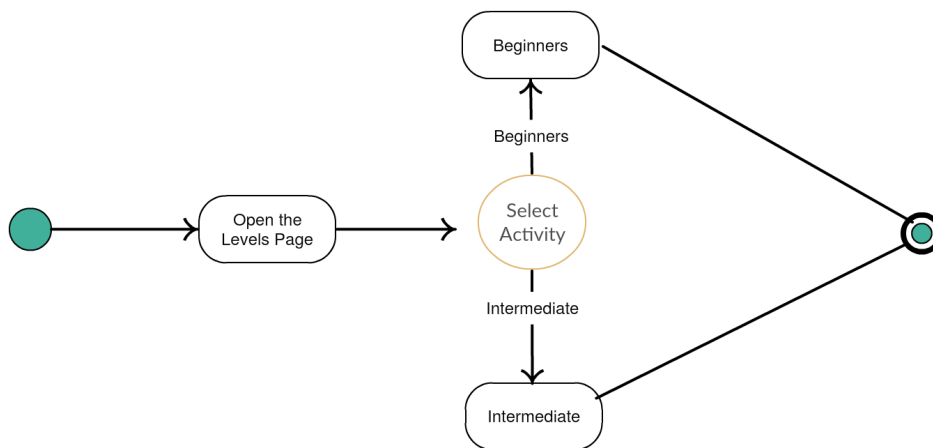 Beginners
Beginners
Open the
Levels Page
Select
Activity
Intermediate
Intermediate